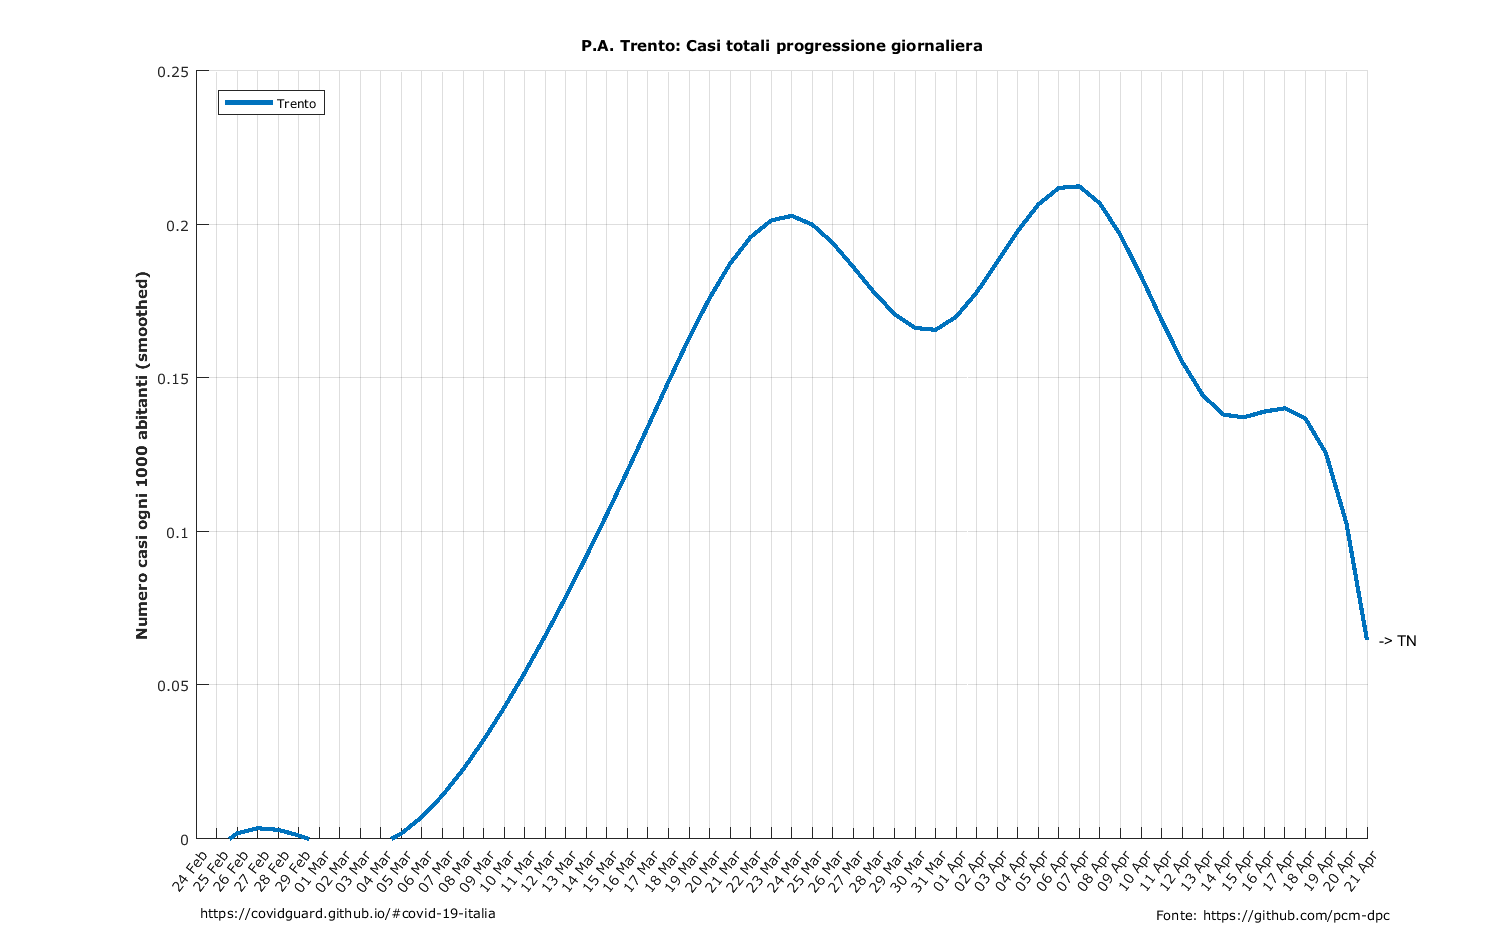 P.A. Trento: Casi totali progressione giornaliera
0.25
0.2
0.15
0.1
0.05
0
Numero casi ogni 1000 abitanti (smoothed)
Trento
-> TN
24 Feb
25 Feb
26 Feb
27 Feb
28 Feb
29 Feb
01 Mar
02 Mar
03 Mar
04 Mar
05 Mar
06 Mar
07 Mar
08 Mar
09 Mar
10 Mar
11 Mar
12 Mar
13 Mar
14 Mar
15 Mar
16 Mar
17 Mar
18 Mar
19 Mar
20 Mar
21 Mar
22 Mar
23 Mar
24 Mar
25 Mar
26 Mar
27 Mar
28 Mar
29 Mar
30 Mar
31 Mar
01 Apr
02 Apr
03 Apr
04 Apr
05 Apr
06 Apr
07 Apr
08 Apr
09 Apr
10 Apr
11 Apr
12 Apr
13 Apr
14 Apr
15 Apr
16 Apr
17 Apr
18 Apr
19 Apr
20 Apr
21 Apr
https://covidguard.github.io/#covid-19-italia
Fonte: https://github.com/pcm-dpc